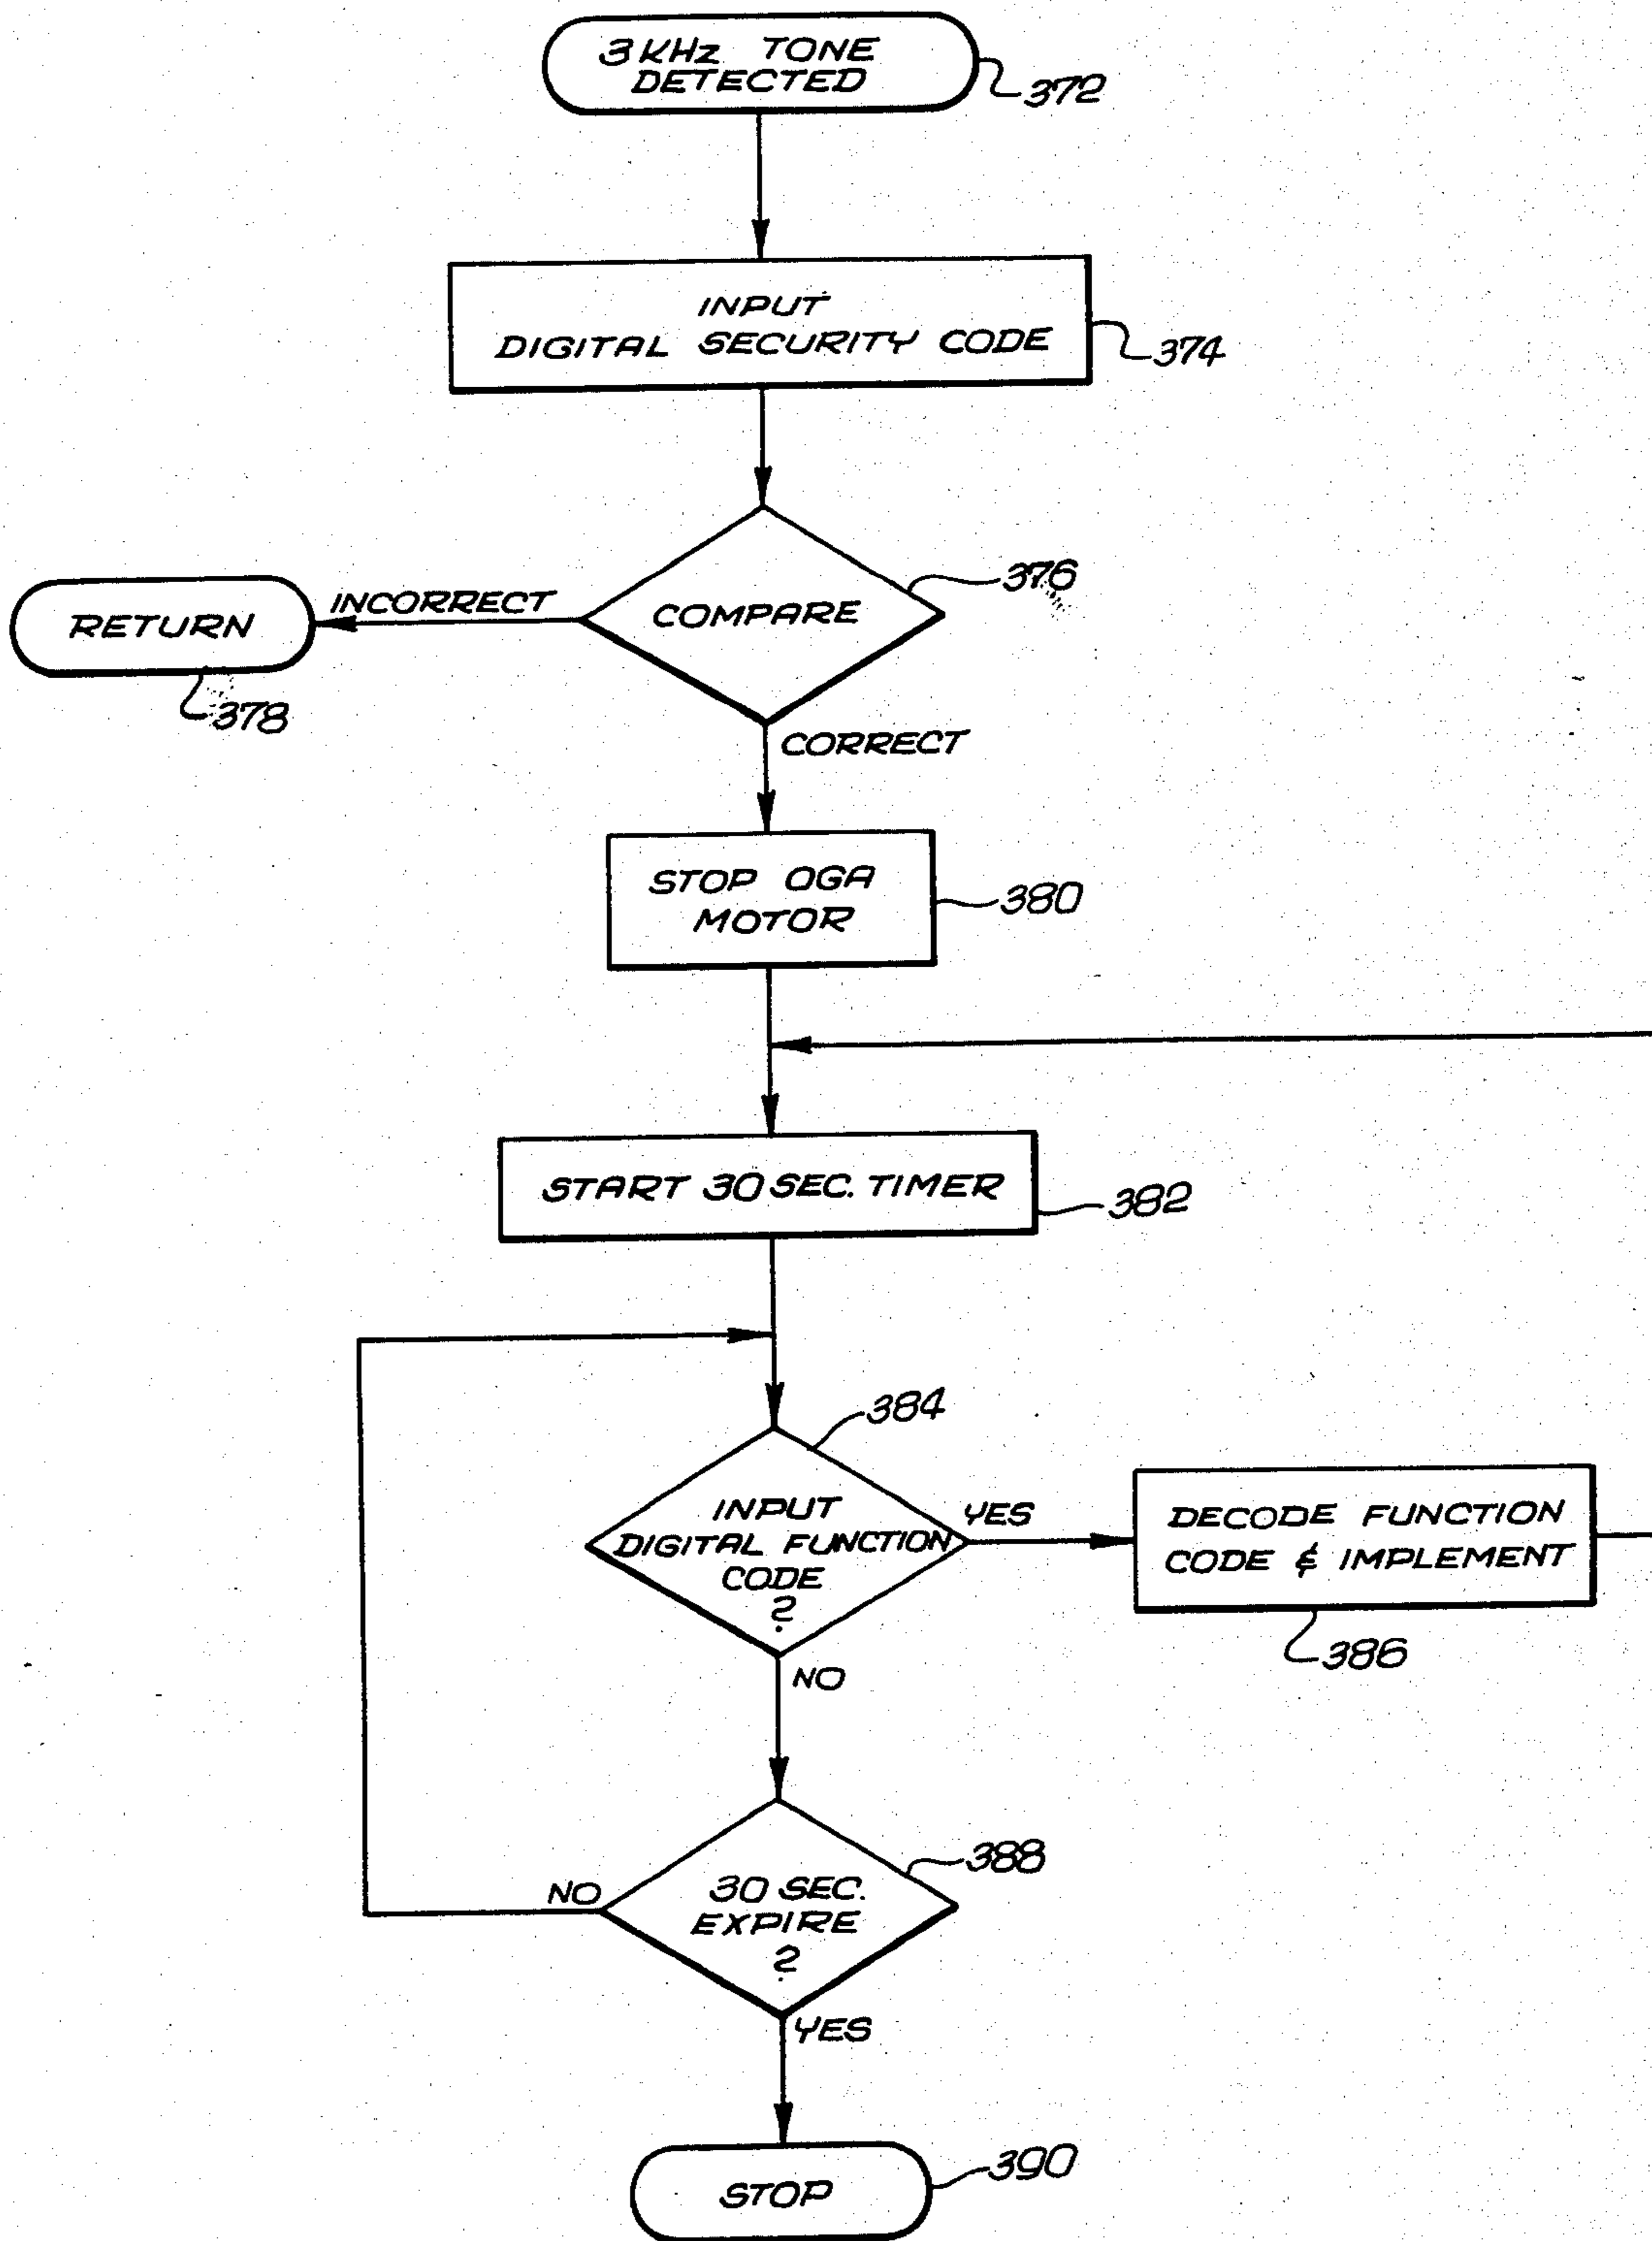 3 KHz TONE
DETECTED
372
INPUT
DIGITAL SECURITY CODE
374
376
COMPARE
INCORRECT
RETURN
378
CORRECT
STOP OGA
MOTOR
380
START 30 SEC. TIMER
382
384
INPUT
DIGITAL FUNCTION
CODE
?
YES
DECODE FUNCTION
CODE & IMPLEMENT
386
NO
388
30 SEC.
EXPIRE
?
NO
YES
STOP
390